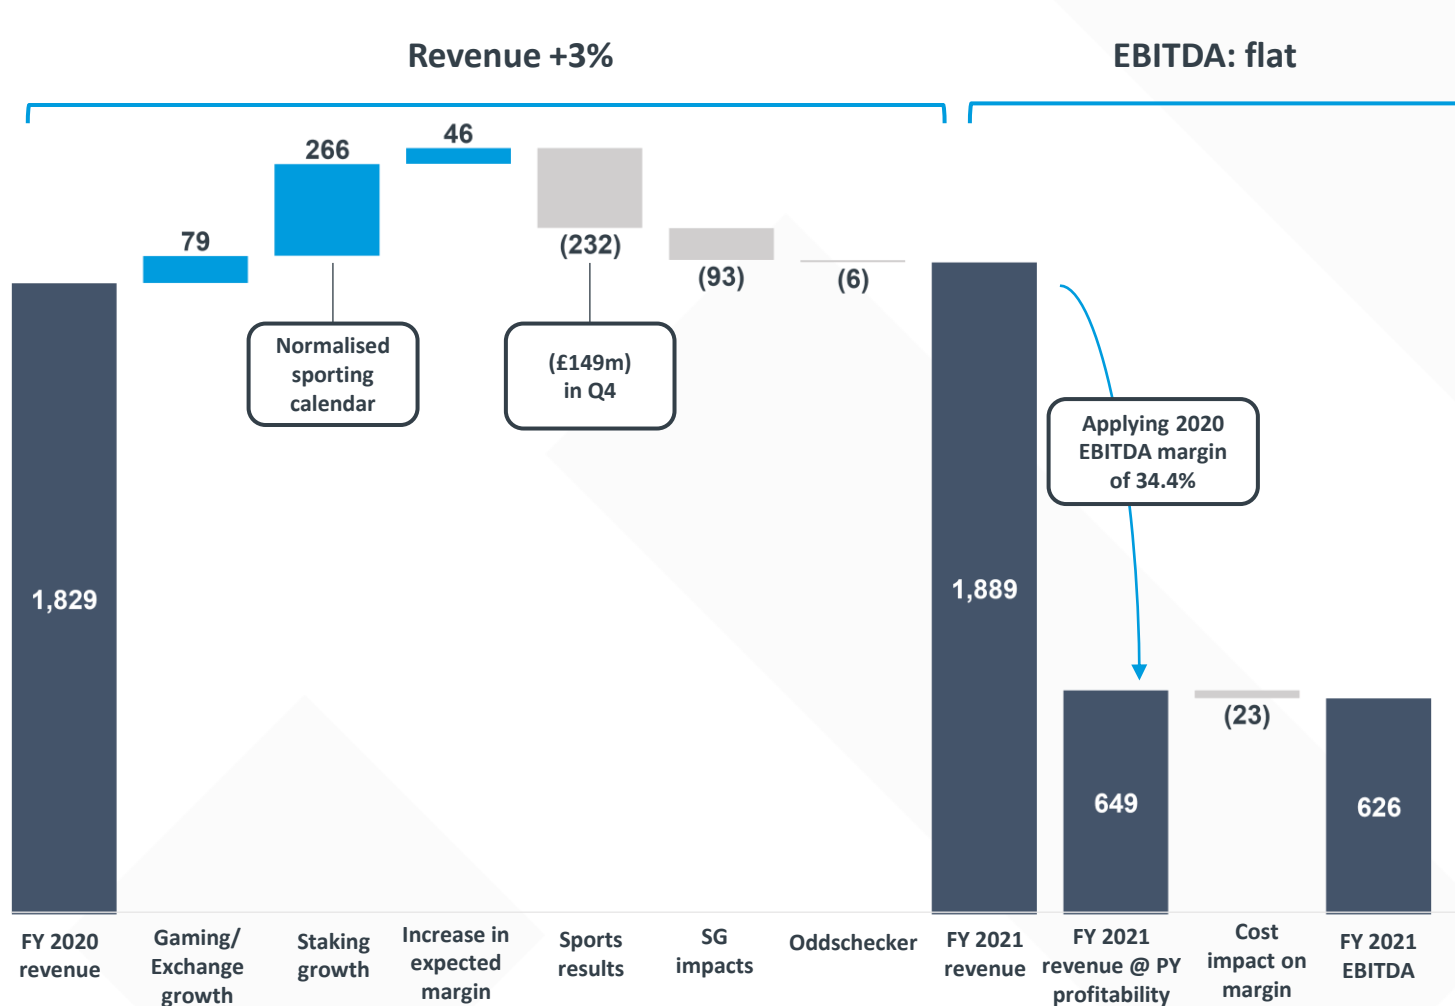 Revenue +3%
EBITDA: flat
79
266
46
(232)
(93)
(6)
Normalised
sporting
calendar
(£149m)
in Q4
Applying 2020
EBITDA margin
of 34.4%
1,829
1,889
649
(23)
626
FY 2020
revenue
Gaming/
Exchange
growth
Staking
growth
Increase in
expected
margin
Sports
results
SG
impacts
Oddschecker
FY 2021
revenue
FY 2021
revenue @ PY
profitability
Cost
impact on
margin
FY 2021
EBITDA